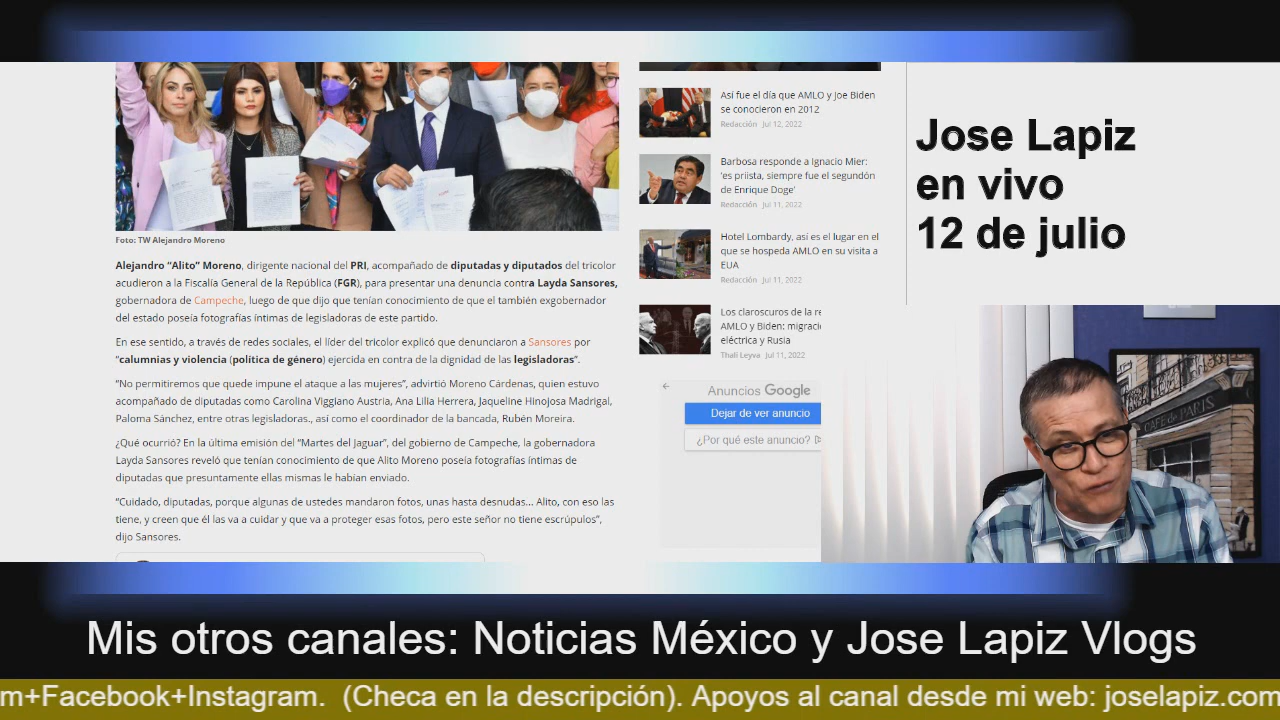 Foto: TW Alejandro Moreno
Alejandro “Alito” Moreno, dirigente nacional del PRI, acompañado de diputadas y diputados del tricolor
acudieron a la Fiscalía General de la República (FGR), para presentar una denuncia contra Layda Sansores,
gobernadora de Campeche, luego de que dijo que tenían conocimiento de que el también exgobernador
del estado poseía fotografías íntimas de legisladoras de este partido.
En ese sentido, a través de redes sociales, el líder del tricolor explicó que denunciaron a Sansores por
“calumnias y violencia (política de género) ejercida en contra de la dignidad de las legisladoras”.
“No permitiremos que quede impune el ataque a las mujeres”, advirtió Moreno Cárdenas, quien estuvo
acompañado de diputadas como Carolina Viggiano Austria, Ana Lilia Herrera, Jaqueline Hinojosa Madrigal,
Paloma Sánchez, entre otras legisladoras., así como el coordinador de la bancada, Rubén Moreira.
¿Qué ocurrió? En la última emisión del “Martes del Jaguar”, del gobierno de Campeche, la gobernadora
Layda Sansores reveló que tenían conocimiento de que Alito Moreno poseía fotografías íntimas de
diputadas que presuntamente ellas mismas le habían enviado.
“Cuidado, diputadas, porque algunas de ustedes mandaron fotos, unas hasta desnudas... Alito, con eso las
tiene, y creen que él las va a cuidar y que va a proteger esas fotos, pero este señor no tiene escrúpulos”,
dijo Sansores.
Así fue el día que AMLO y Joe Biden
se conocieron en 2012
Redacción Jul 12, 2022
Barbosa responde a Ignacio Mier:
‘es priista, siempre fue el segundón
de Enrique Doge’
Redacción Jul 11, 2022
Hotel Lombardy, así es el lugar en el
que se hospeda AMLO en su visita a
EUA
Redacción Jul 11, 2022
Los claroscuros de la re
AMLO y Biden: migraci
eléctrica y Rusia
Thali Leyva Jul 11, 2022
Anuncios Google
Dejar de ver anuncio
¿Por qué este anuncio?
Jose Lapiz
en vivo
12 de julio
CAFE de PARIS
Mis otros canales: Noticias México y Jose Lapiz Vlogs
m+Facebook+Instagram. (Checa en la descripción). Apoyos al canal desde mi web: joselapiz.com